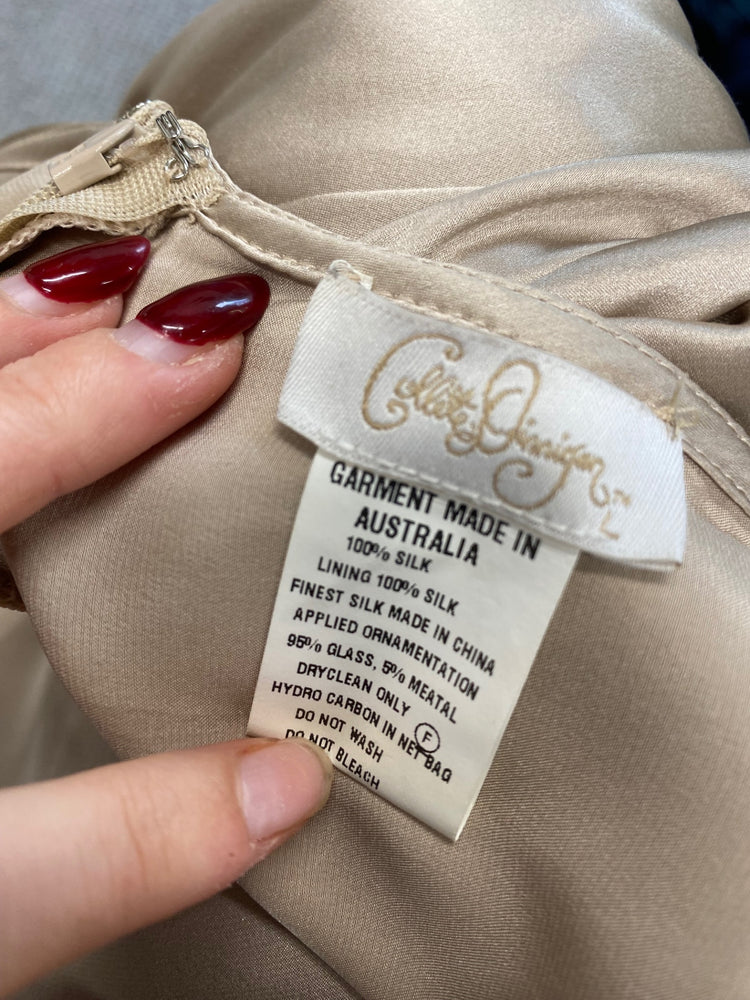 Collette Dinnigan™
L
GARMENT MADE IN
AUSTRALIA
100% SILK
LINING 100% SILK
FINEST SILK MADE IN CHINA
APPLIED ORNAMENTATION
95% GLASS, 5% MEATAL
DRYCLEAN ONLY F
HYDRO CARBON IN NET BAG
DO NOT WASH
DO NOT BLEACH